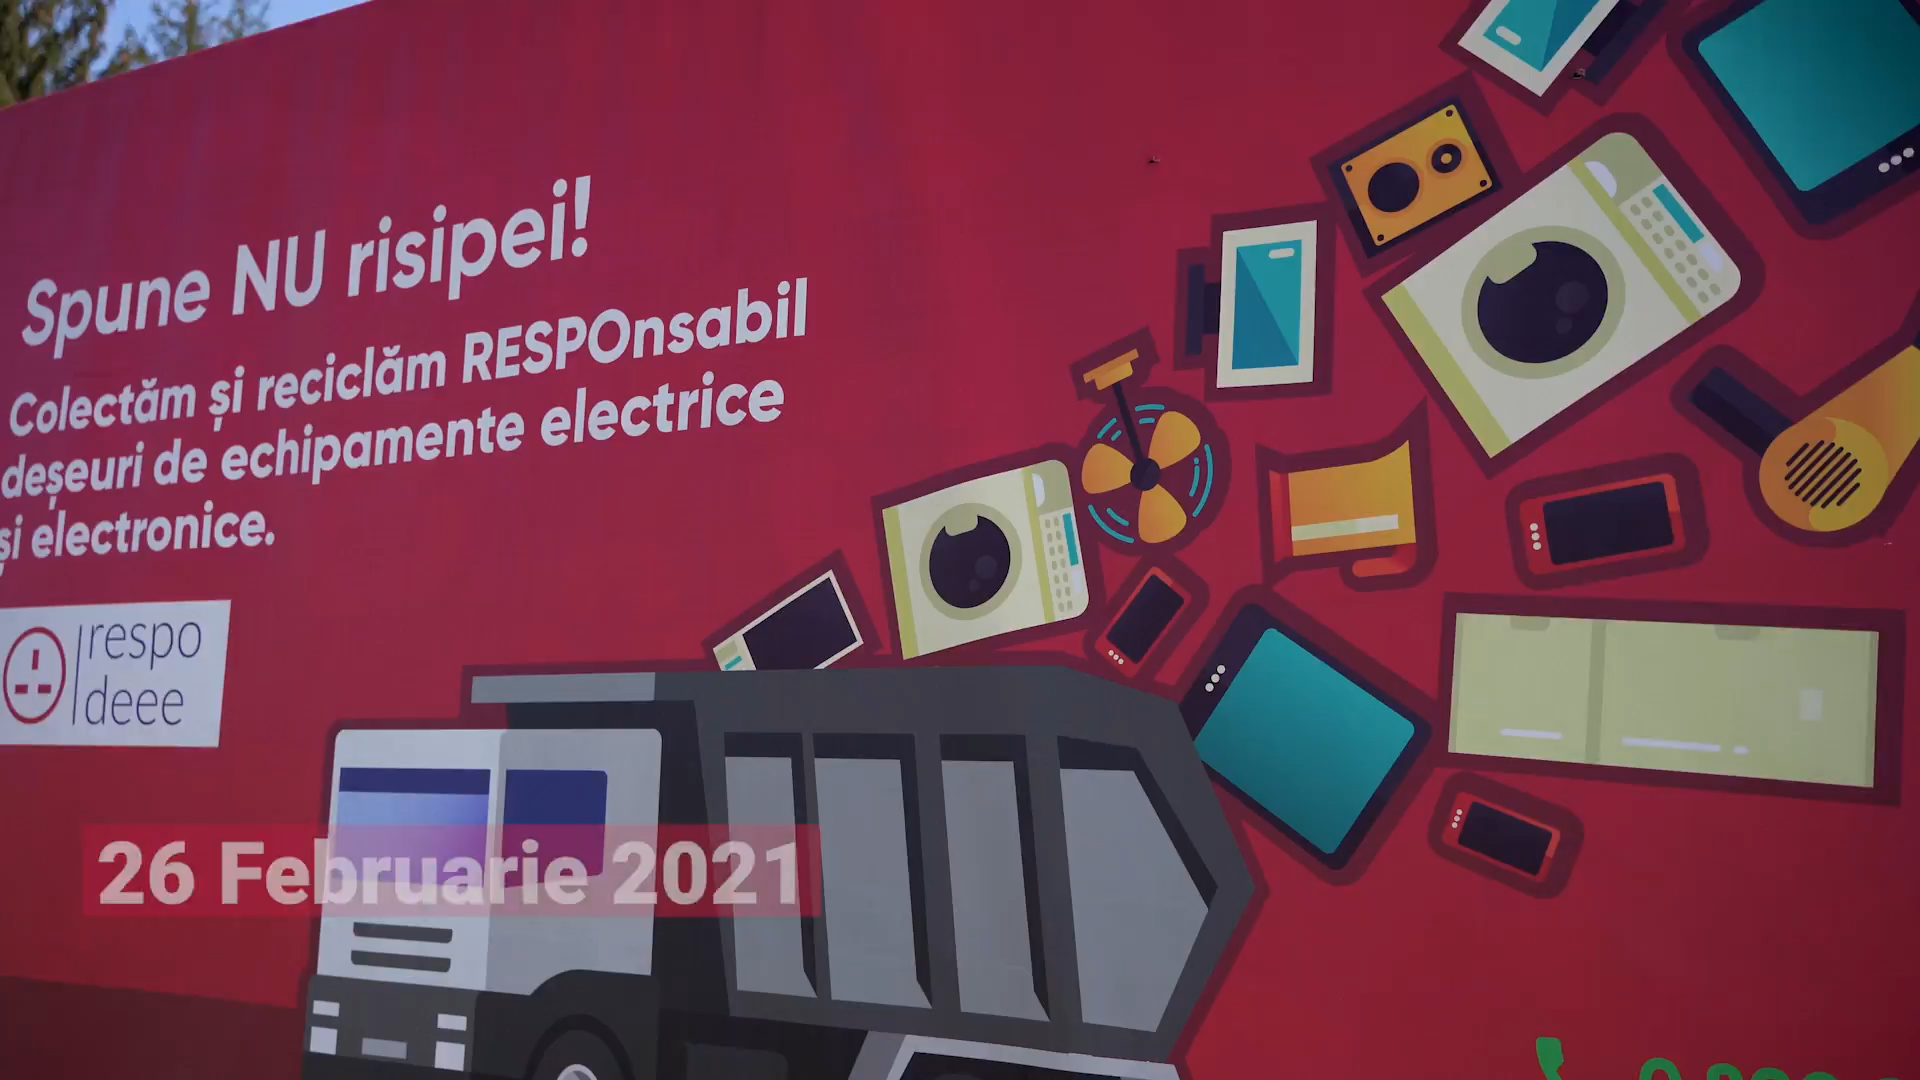 Spune NU risipei!
Colectăm și reciclăm RESPOnsabil
deșeuri de echipamente electrice
și electronice.
respo
deee
26 Februarie 2021